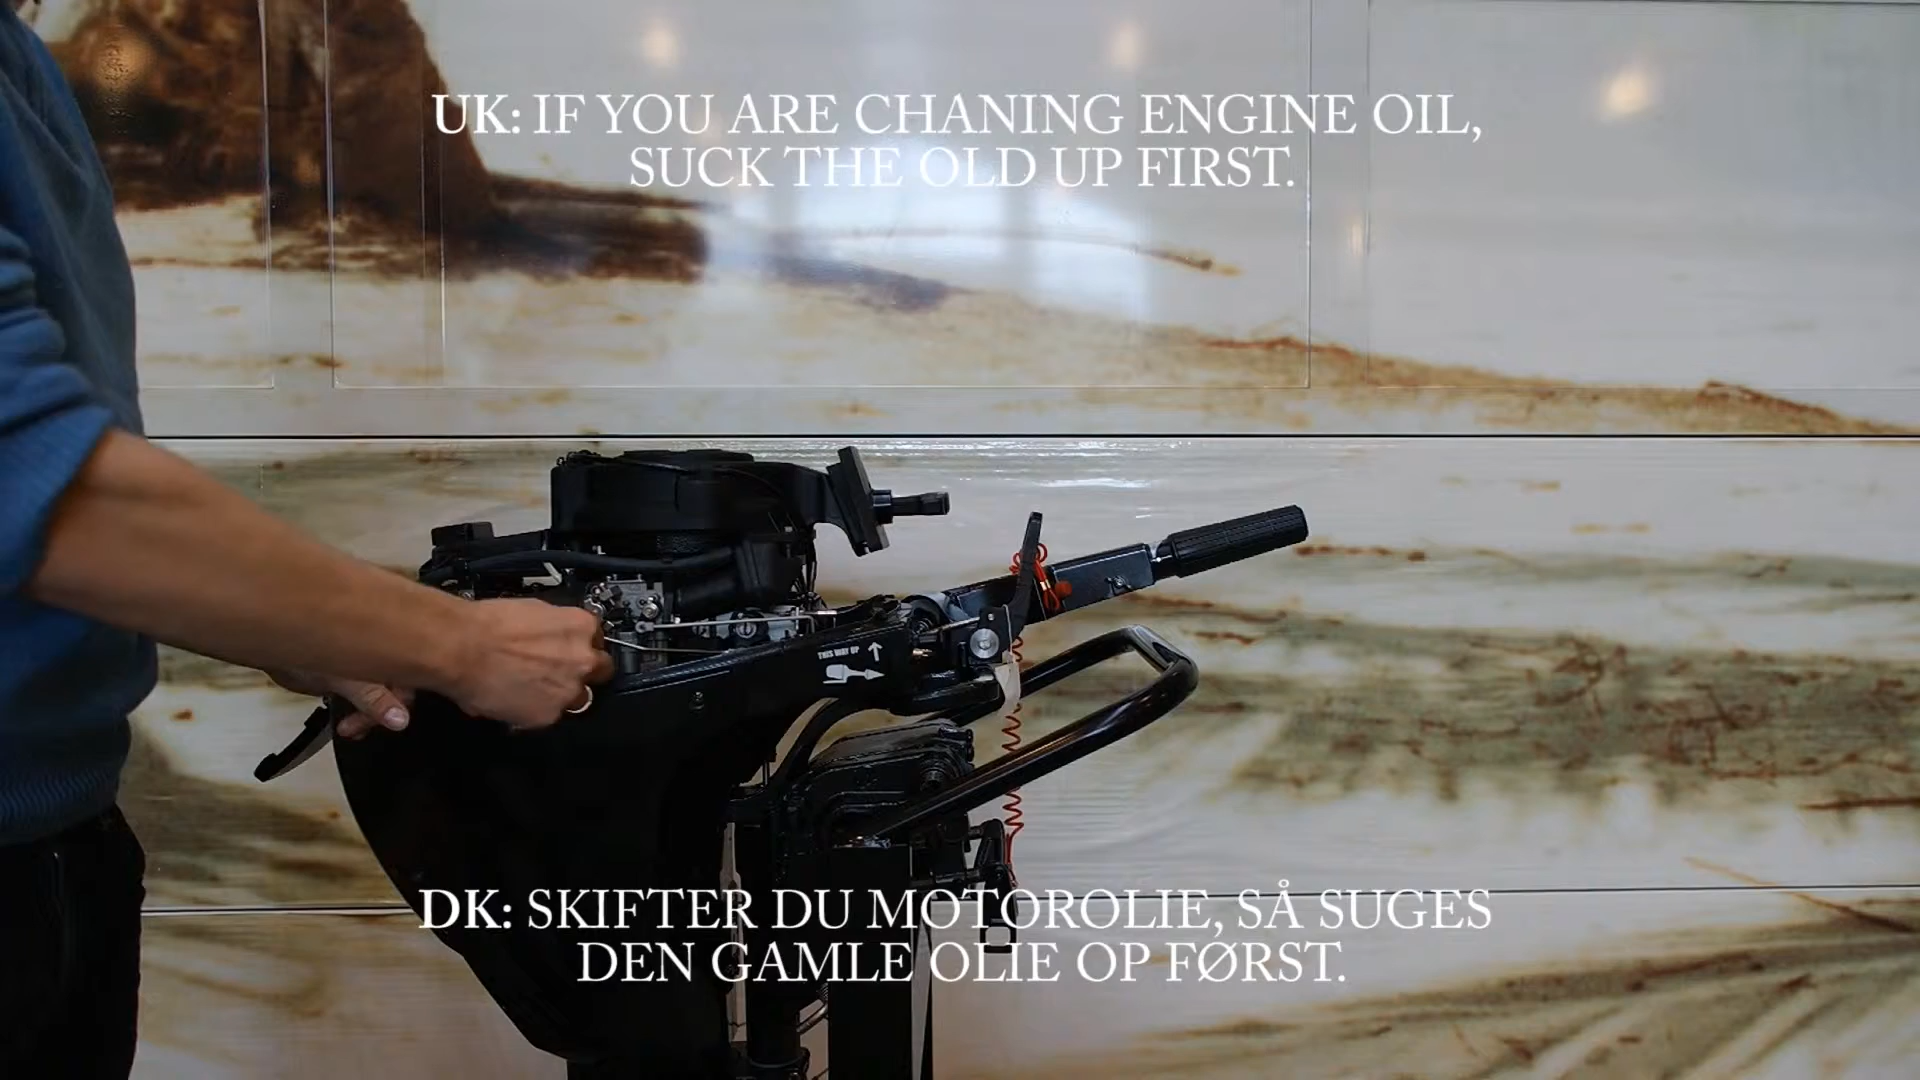 UK: IF YOU ARE CHANING ENGINE OIL,
SUCK THE OLD UP FIRST.
THIS WAY UP
DK: SKIFTER DU MOTOROLIE, SÅ SUGES
DEN GAMLE OLIE OP FØRST.